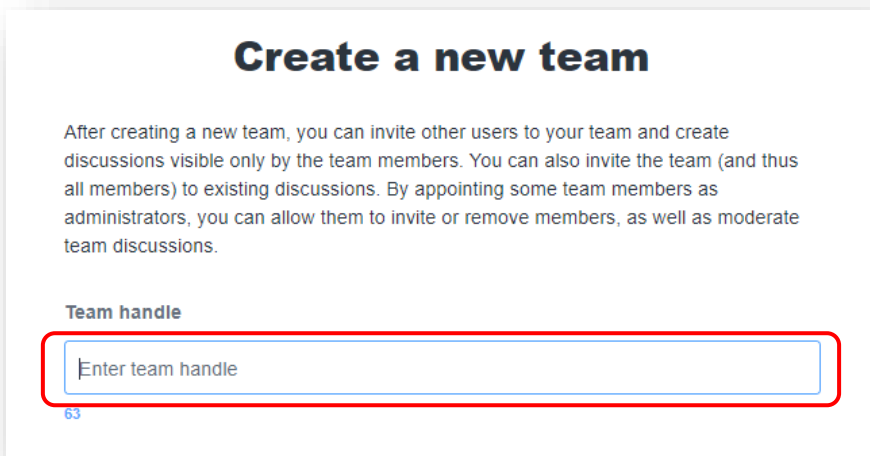 Create a new team
After creating a new team, you can invite other users to your team and create
discussions visible only by the team members. You can also invite the team (and thus
all members) to existing discussions. By appointing some team members as
administrators, you can allow them to invite or remove members, as well as moderate
team discussions.
Team handle
Enter team handle
63